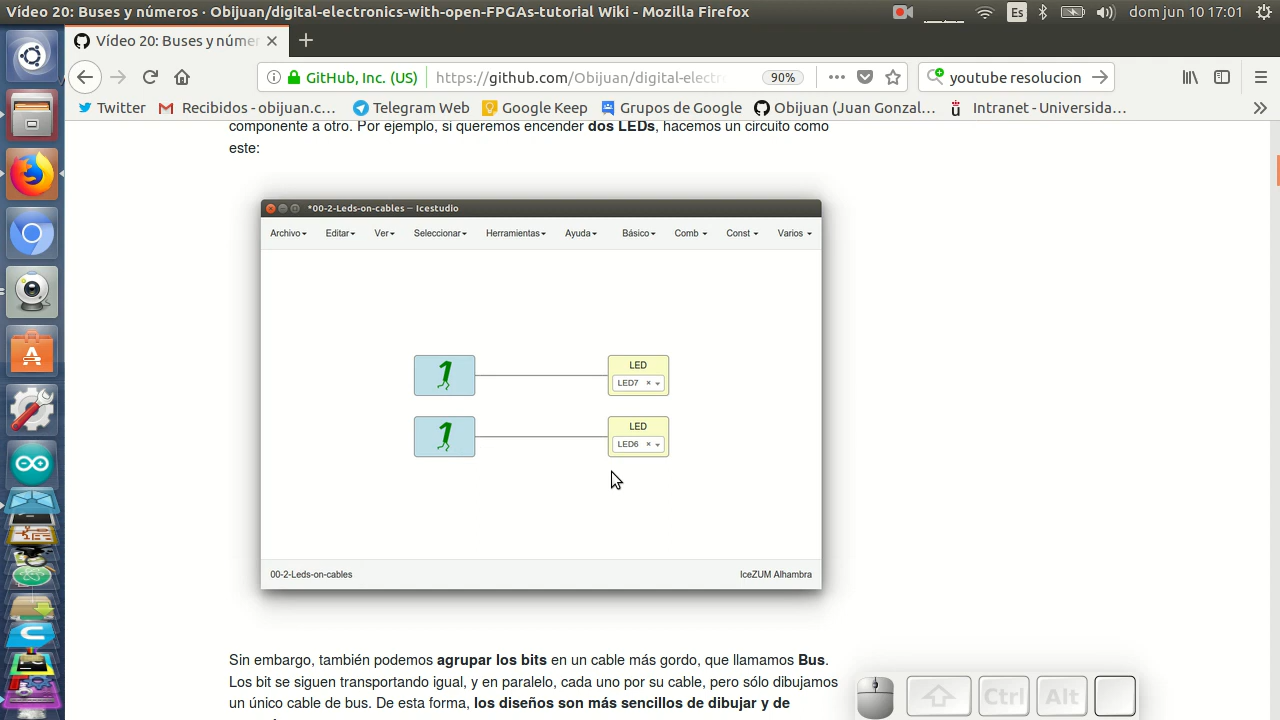 Vídeo 20: Buses y números · Obijuan/digital-electronics-with-open-FPGAs-tutorial Wiki - Mozilla Firefox
Es
dom jun 10 17:01
Vídeo 20: Buses y númer
GitHub, Inc. (US)
https://github.com/Obijuan/digital-electr
90%
youtube resolucion
Twitter
Recibidos - obijuan.c…
Telegram Web
Google Keep
Grupos de Google
Obijuan (Juan Gonzal…
Intranet - Universida…
componente a otro. Por ejemplo, si queremos encender dos LEDs, hacemos un circuito como
este:
*00-2-Leds-on-cables – Icestudio
Archivo Editar Ver Seleccionar Herramientas Ayuda Básico Comb Const Varios
1
LED
LED7
1
LED
LED6
00-2-Leds-on-cables
IceZUM Alhambra
Sin embargo, también podemos agrupar los bits en un cable más gordo, que llamamos Bus.
Los bit se siguen transportando igual, y en paralelo, cada uno por su cable, pero sólo dibujamos
un único cable de bus. De esta forma, los diseños son más sencillos de dibujar y de
Ctrl
Alt